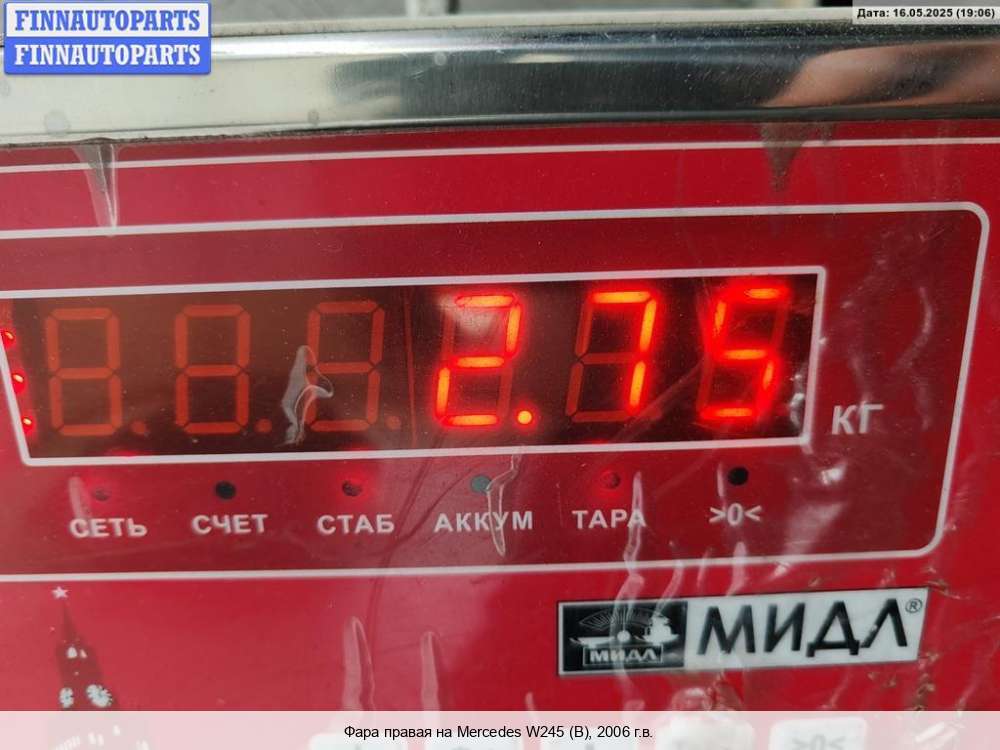 FINNAUTOPARTS
FINNAUTOPARTS
Дата: 16.05.2025 (19:06)
2.75
КГ
СЕТЬ СЧЕТ СТАБ АККУМ ТАРА >0<
МИДЛ МИДЛ®
Фара правая на Mercedes W245 (B), 2006 г.в.